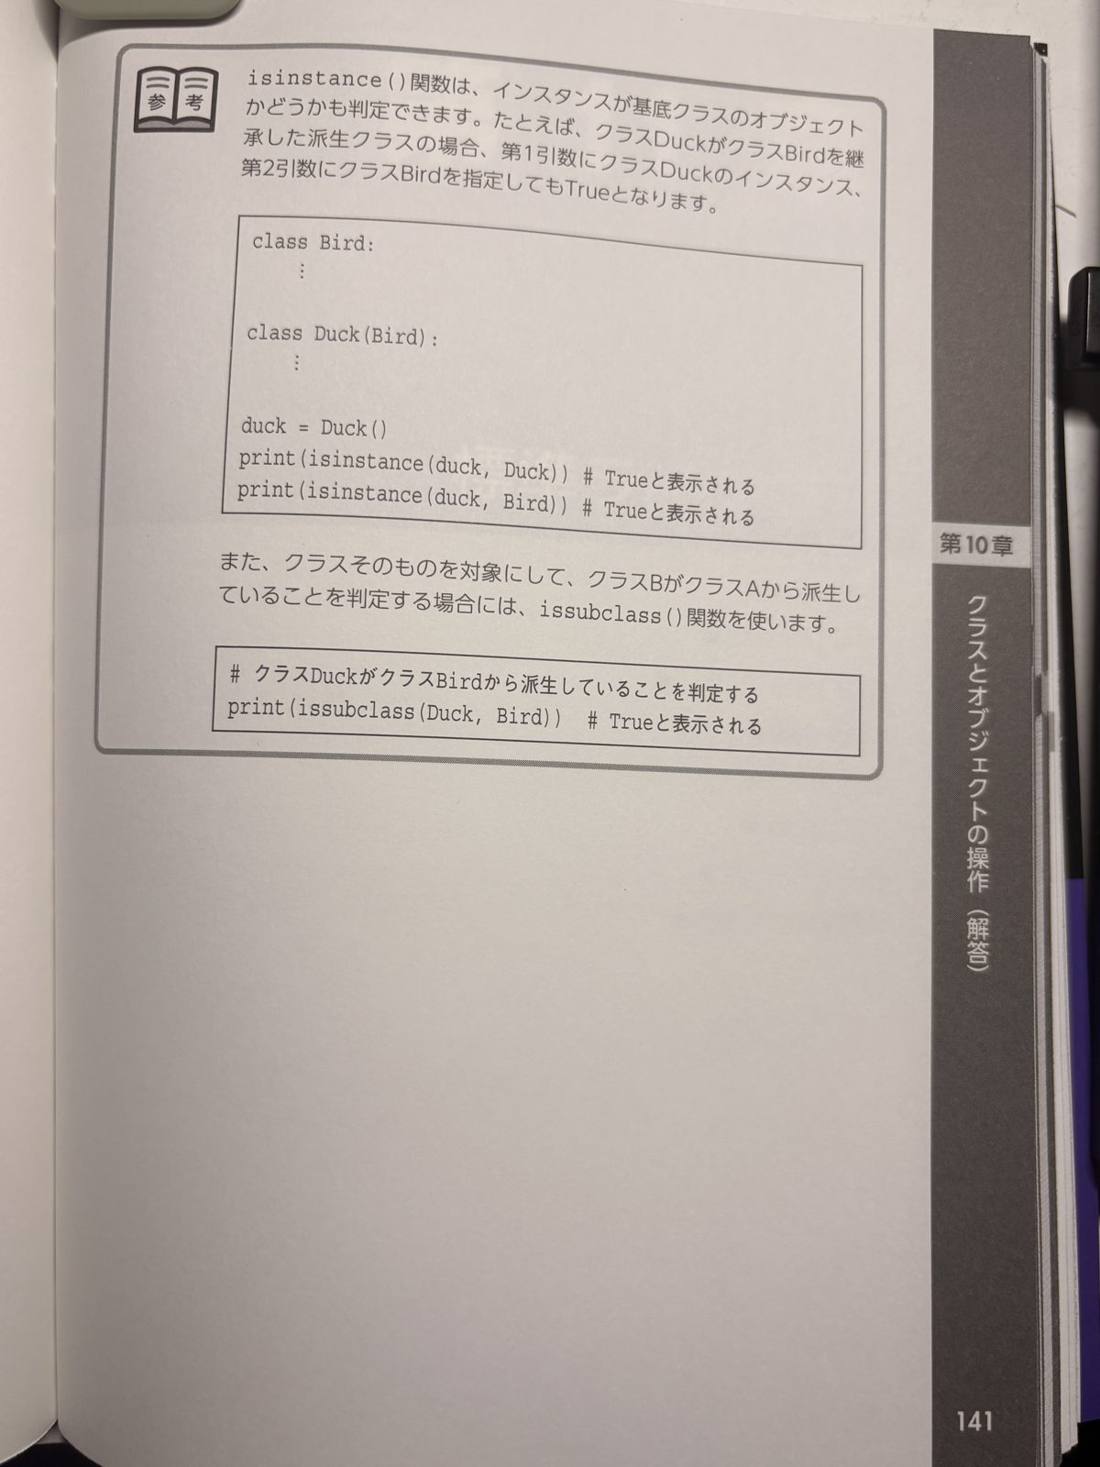 参考
isinstance()関数は、インスタンスが基底クラスのオブジェクト
かどうかも判定できます。たとえば、クラスDuckがクラスBirdを継
承した派生クラスの場合、第1引数にクラスDuckのインスタンス、
第2引数にクラスBirdを指定してもTrueとなります。
class Bird:
⋮
class Duck(Bird):
⋮
duck = Duck()
print(isinstance(duck, Duck)) # Trueと表示される
print(isinstance(duck, Bird)) # Trueと表示される
また、クラスそのものを対象にして、クラスBがクラスAから派生し
ていることを判定する場合には、issubclass()関数を使います。
# クラスDuckがクラスBirdから派生していることを判定する
print(issubclass(Duck, Bird))  # Trueと表示される
第10章
クラスとオブジェクトの操作（解答）
141